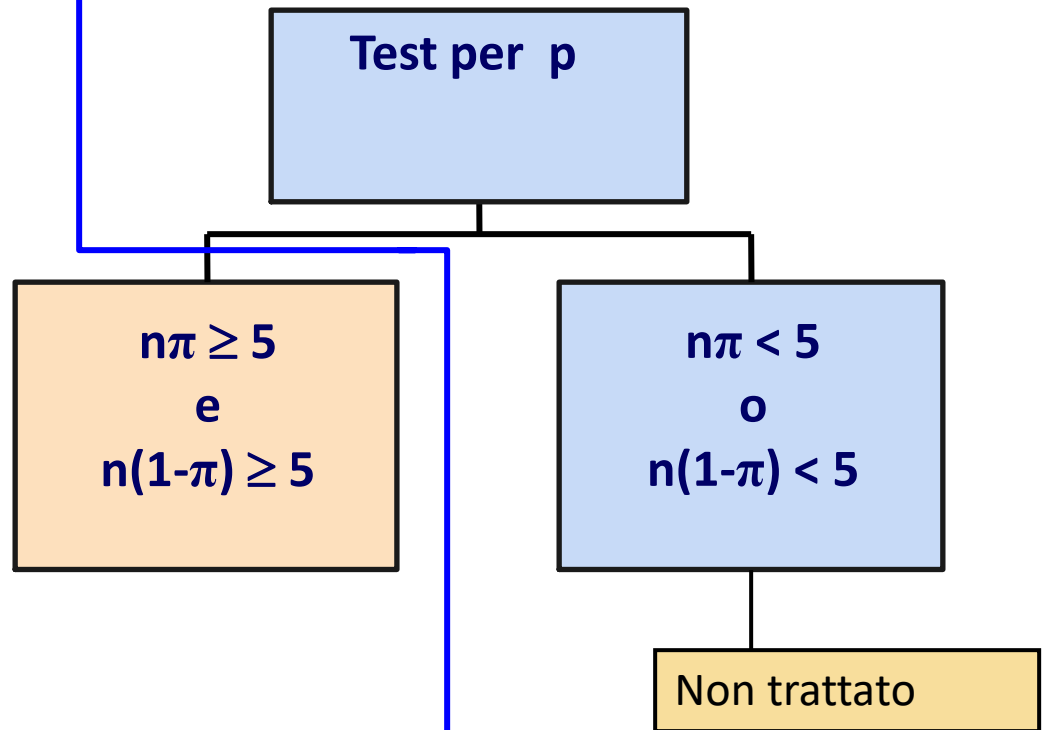 Test per p
nπ ≥ 5
e
n(1-π) ≥ 5
nπ < 5
o
n(1-π) < 5
Non trattato